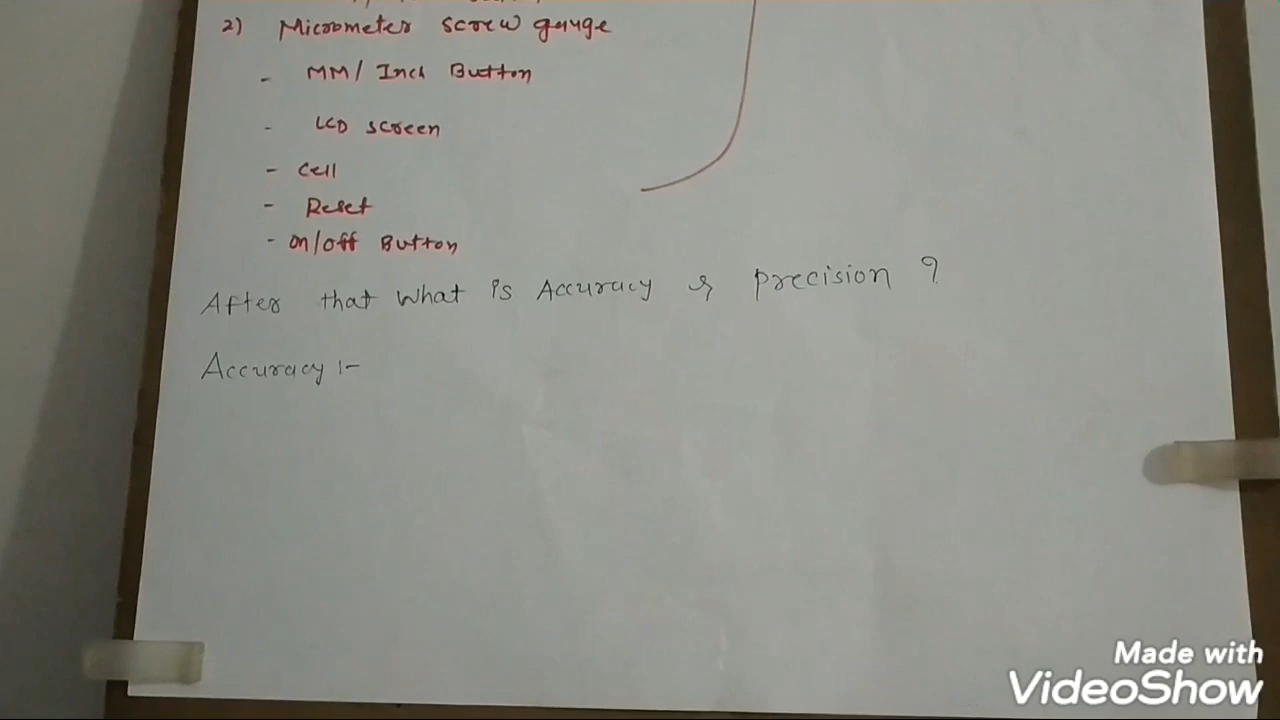 2) Micrometer screw gauge
- MM/ Inch Button
- LCD screen
- Cell
- Reset
- On/Off Button
After that What is Accuracy & precision ?
Accuracy :-
Made with
VideoShow